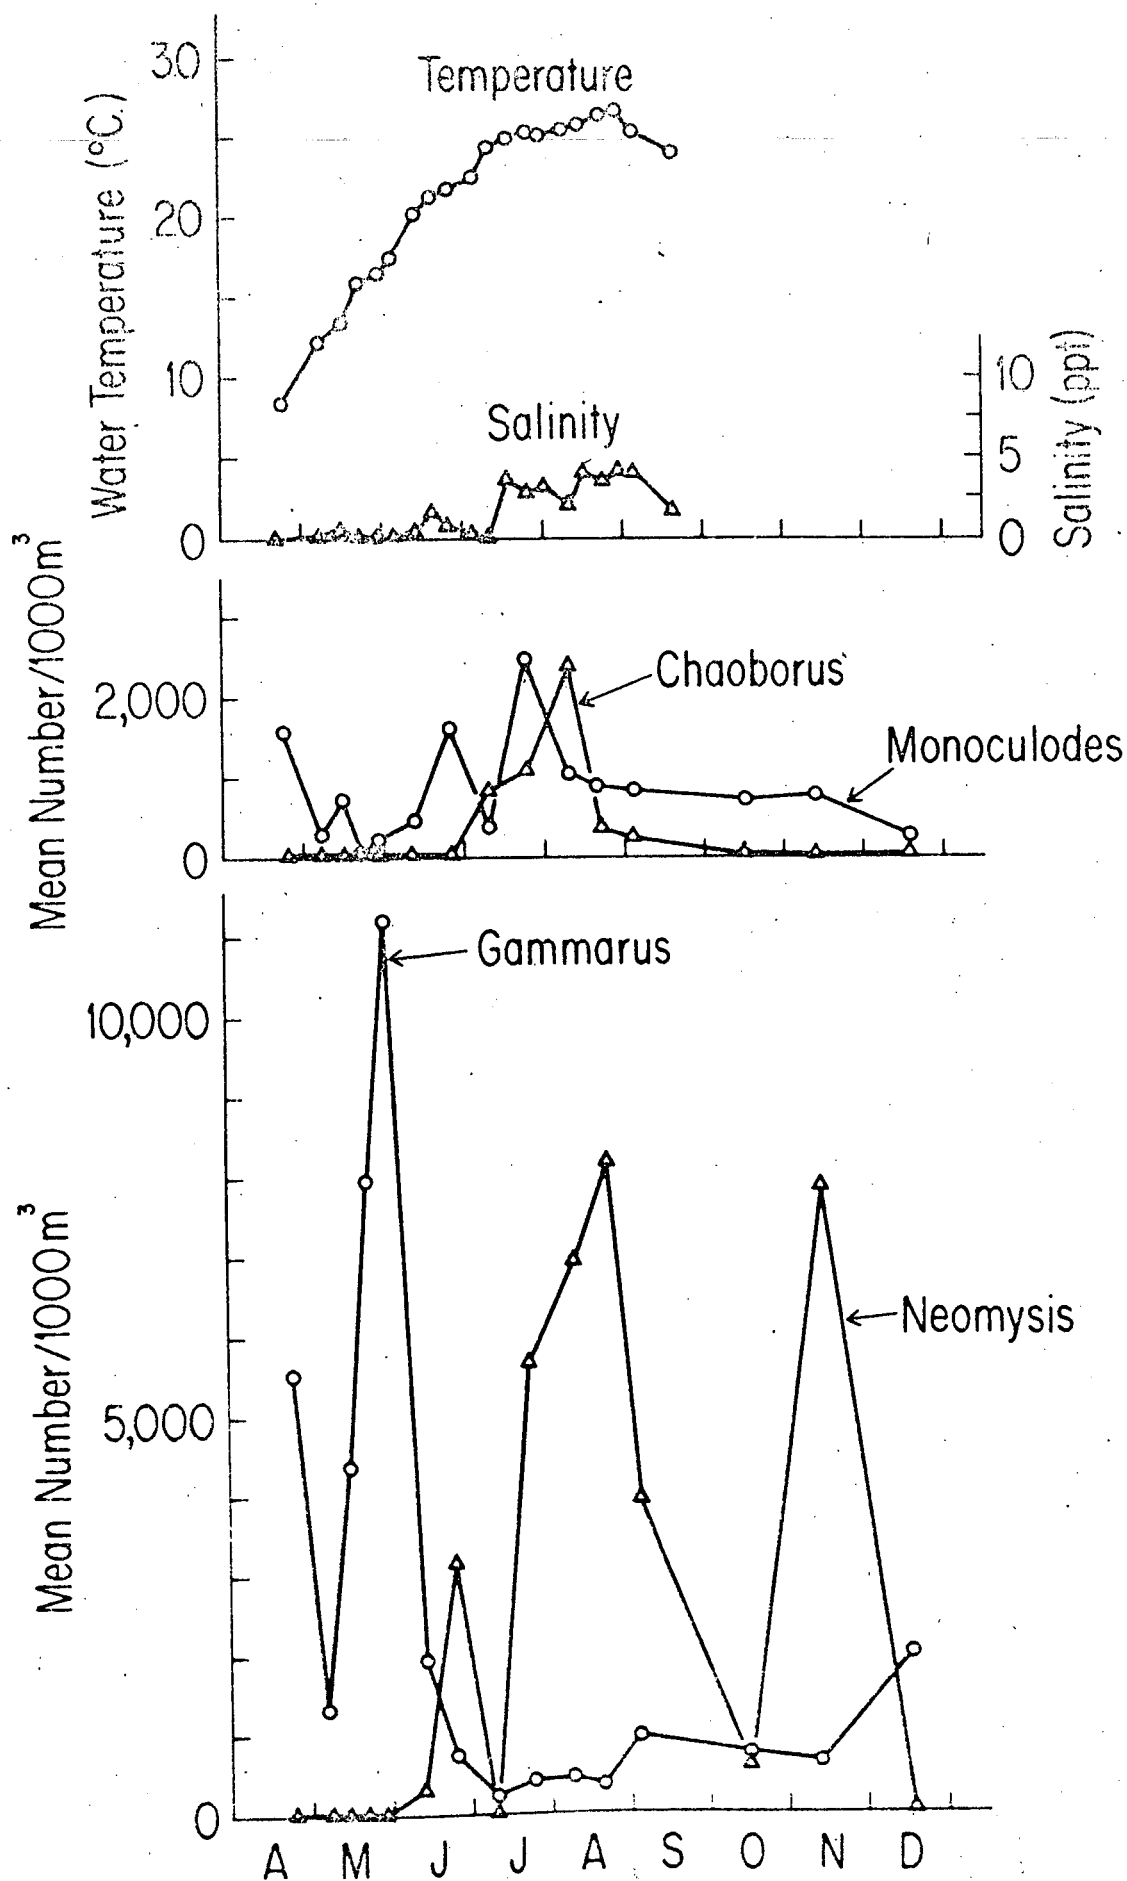 30
Temperature
Water Temperature (°C.)
20
10
Salinity
10
5
0
Salinity (ppt)
0
Mean Number/1000m³
Chaoborus
2,000
Monoculodes
0
Gammarus
10,000
Mean Number/1000m³
Neomysis
5,000
0
A M J J A S O N D